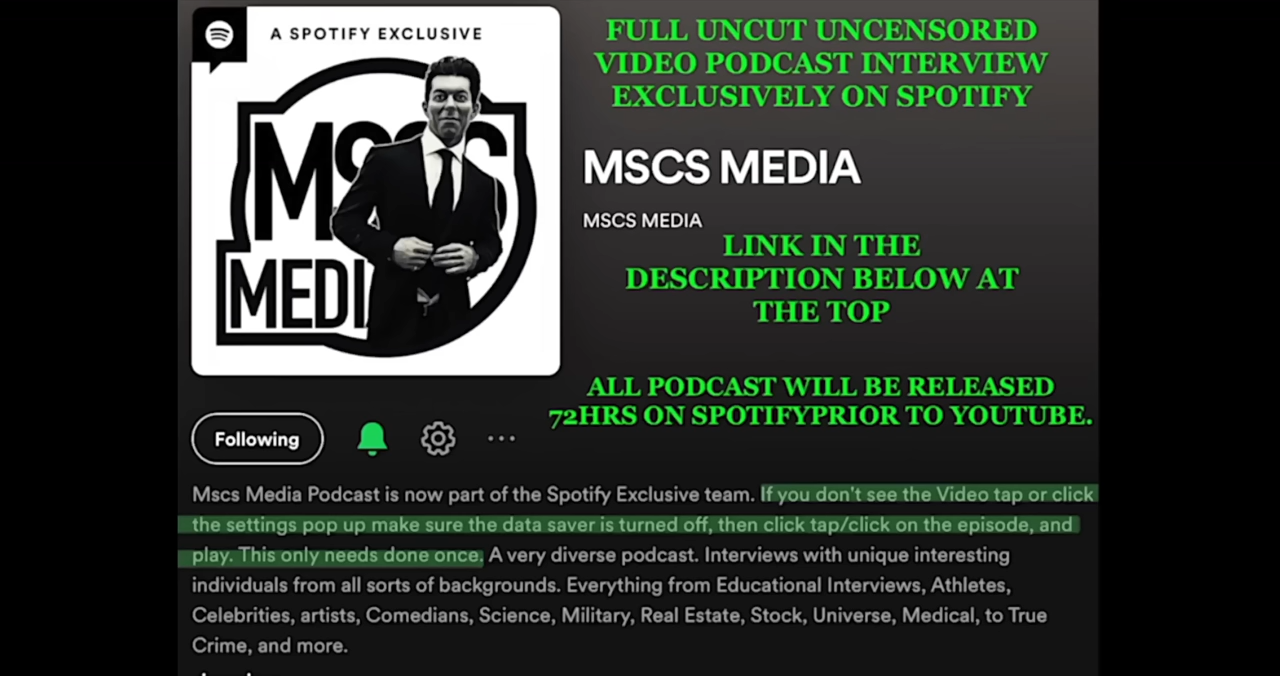 A SPOTIFY EXCLUSIVE
MEDI
FULL UNCUT UNCENSORED
VIDEO PODCAST INTERVIEW
EXCLUSIVELY ON SPOTIFY
MSCS MEDIA
MSCS MEDIA
LINK IN THE
DESCRIPTION BELOW AT
THE TOP
ALL PODCAST WILL BE RELEASED
72HRS ON SPOTIFYPRIOR TO YOUTUBE.
Following
Mscs Media Podcast is now part of the Spotify Exclusive team. If you don't see the Video tap or click
the settings pop up make sure the data saver is turned off, then click tap/click on the episode, and
play. This only needs done once. A very diverse podcast. Interviews with unique interesting
individuals from all sorts of backgrounds. Everything from Educational Interviews, Athletes,
Celebrities, artists, Comedians, Science, Military, Real Estate, Stock, Universe, Medical, to True
Crime, and more.